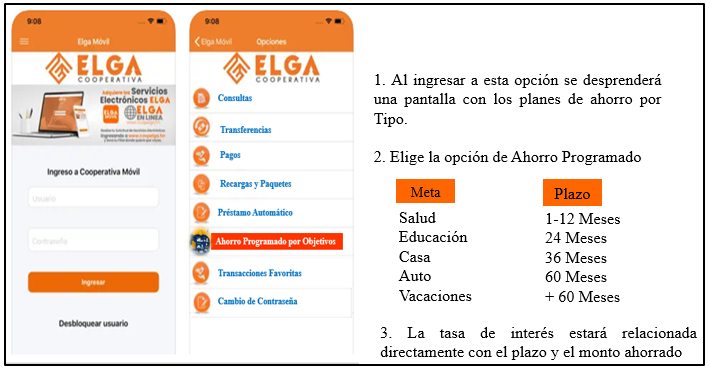 9:08
Elga Móvil
ELGA
COOPERATIVA
Adquiere los Servicios
Electrónicos ELGA
ELGA
EN LINEA
Ingreso a Cooperativa Móvil
Usuario
Contraseña
Ingresar
Desbloquear usuario
9:08
Elga Móvil Opciones
ELGA
COOPERATIVA
Consultas
Transferencias
Pagos
Recargas y Paquetes
Préstamo Automático
Ahorro Programado por Objetivos
Transacciones Favoritas
Cambio de Contraseña
1. Al ingresar a esta opción se desprenderá
una pantalla con los planes de ahorro por
Tipo.
2. Elige la opción de Ahorro Programado
Meta Plazo
Salud 1-12 Meses
Educación 24 Meses
Casa 36 Meses
Auto 60 Meses
Vacaciones + 60 Meses
3. La tasa de interés estará relacionada
directamente con el plazo y el monto ahorrado